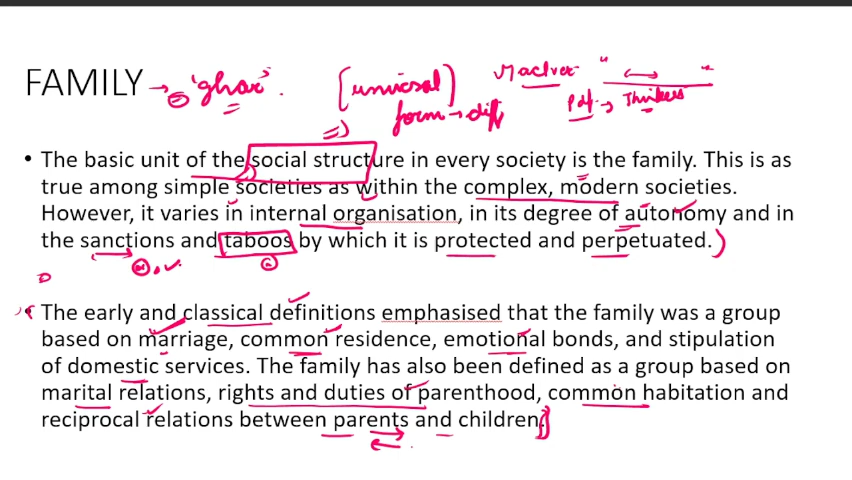 FAMILY → 'ghar'. [universal] MacIver " "
form → diff Pdf → Thinkers
• The basic unit of the social structure in every society is the family. This is as
true among simple societies as within the complex, modern societies.
However, it varies in internal organisation, in its degree of autonomy and in
the sanctions and taboos by which it is protected and perpetuated.
• The early and classical definitions emphasised that the family was a group
based on marriage, common residence, emotional bonds, and stipulation
of domestic services. The family has also been defined as a group based on
marital relations, rights and duties of parenthood, common habitation and
reciprocal relations between parents and children.